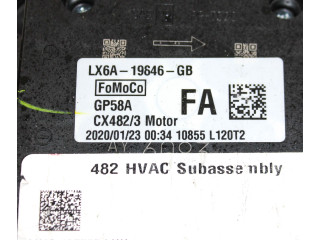 LX6A-19646-GB
FoMoCo
GP58A
FA
CX482/3 Motor
2020/01/23 00:34 10855 L120T2
482 HVAC Subassembly